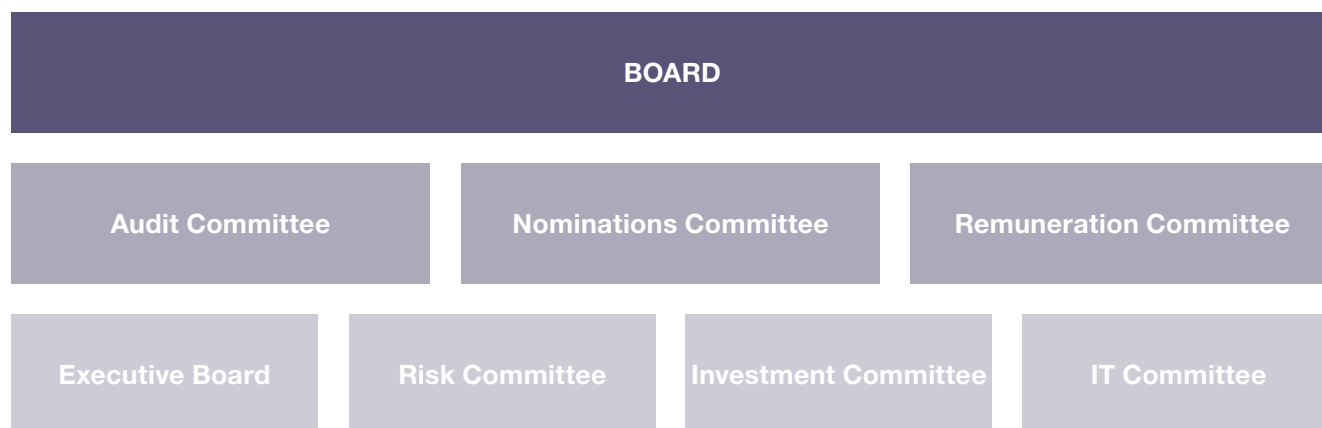 BOARD
Audit Committee
Nominations Committee
Remuneration Committee
Executive Board
Risk Committee
Investment Committee
IT Committee